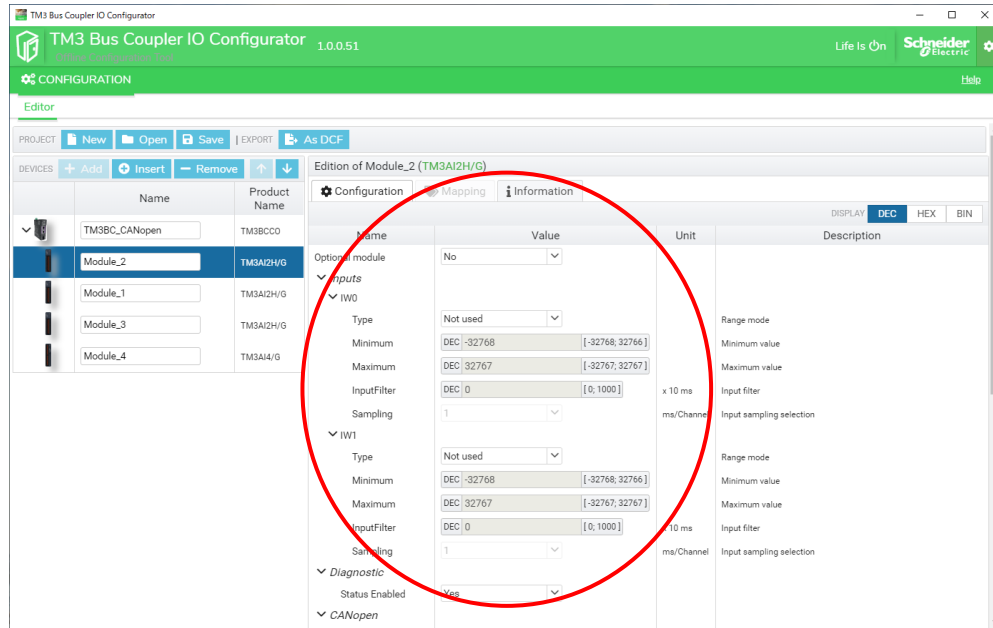 TM3 Bus Coupler IO Configurator
TM3 Bus Coupler IO Configurator 1.0.0.51 Life Is On Schneider Electric
CONFIGURATION Help
Editor
PROJECT New Open Save | EXPORT As DCF
DEVICES Add Insert Remove
Name Product Name
TM3BC_CANopen TM3BCCO
Module_2 TM3AI2H/G
Module_1 TM3AI2H/G
Module_3 TM3AI2H/G
Module_4 TM3AI4/G
Edition of Module_2 (TM3AI2H/G)
Configuration Mapping Information
DISPLAY DEC HEX BIN
Name Value Unit Description
Optional module No
Inputs
IW0
Type Not used Range mode
Minimum DEC -32768 [ -32768; 32766 ] Minimum value
Maximum DEC 32767 [ -32767; 32767 ] Maximum value
InputFilter DEC 0 [ 0; 1000 ] x 10 ms Input filter
Sampling 1 ms/Channel Input sampling selection
IW1
Type Not used Range mode
Minimum DEC -32768 [ -32768; 32766 ] Minimum value
Maximum DEC 32767 [ -32767; 32767 ] Maximum value
InputFilter DEC 0 [ 0; 1000 ] x 10 ms Input filter
Sampling 1 ms/Channel Input sampling selection
Diagnostic
Status Enabled Yes
CANopen